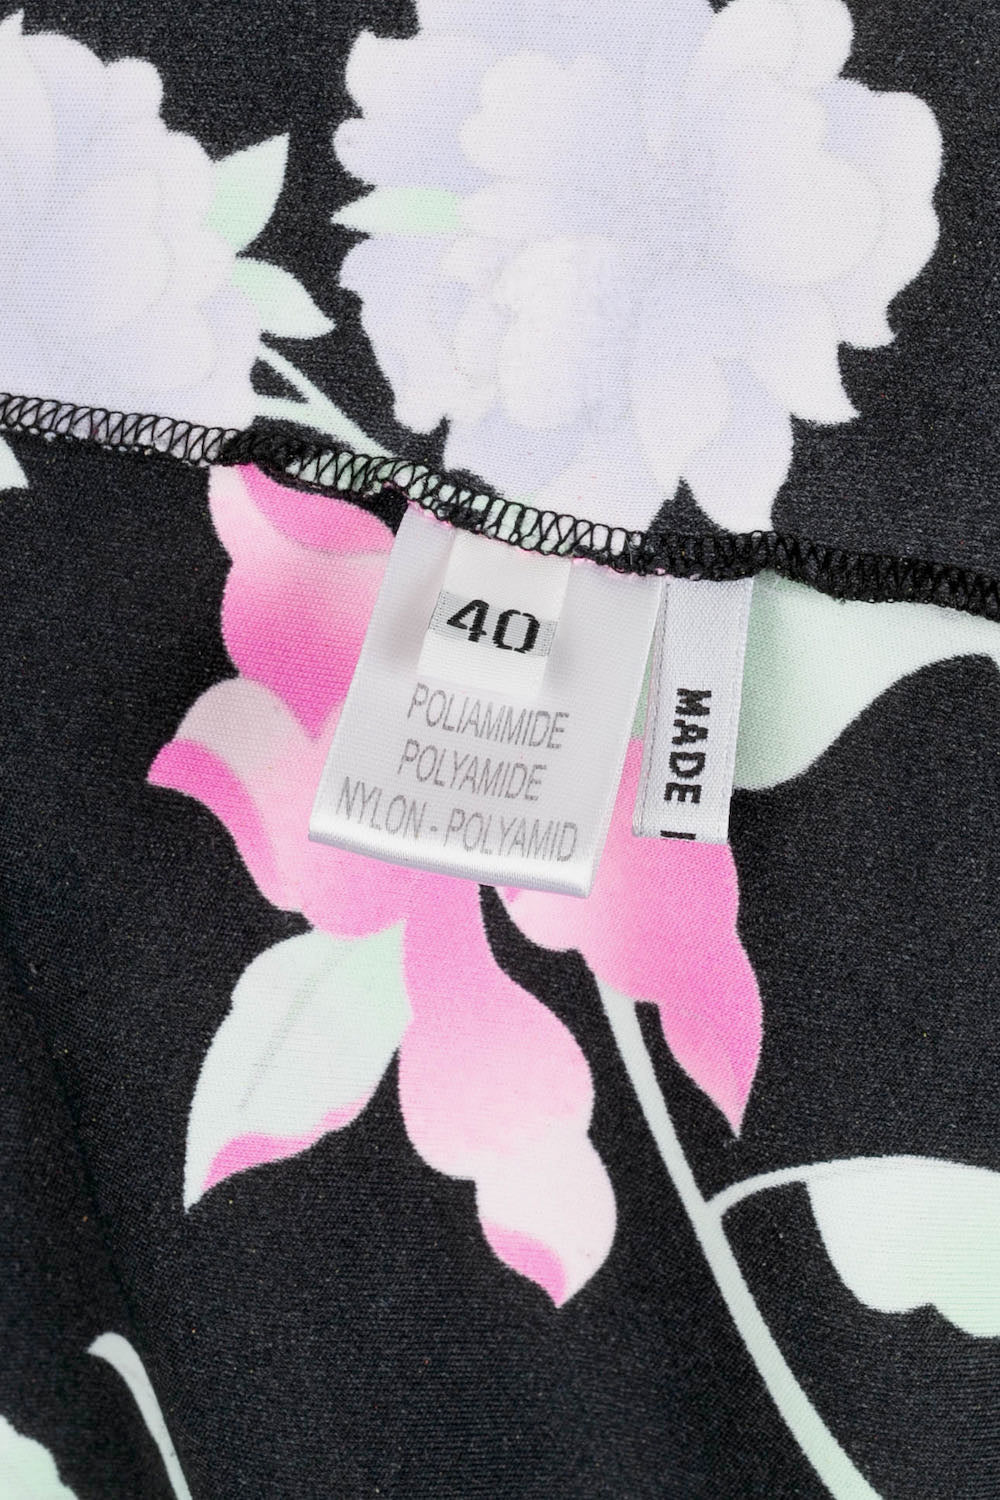 40
POLIAMMIDE
POLYAMIDE
NYLON - POLYAMID
MADE I